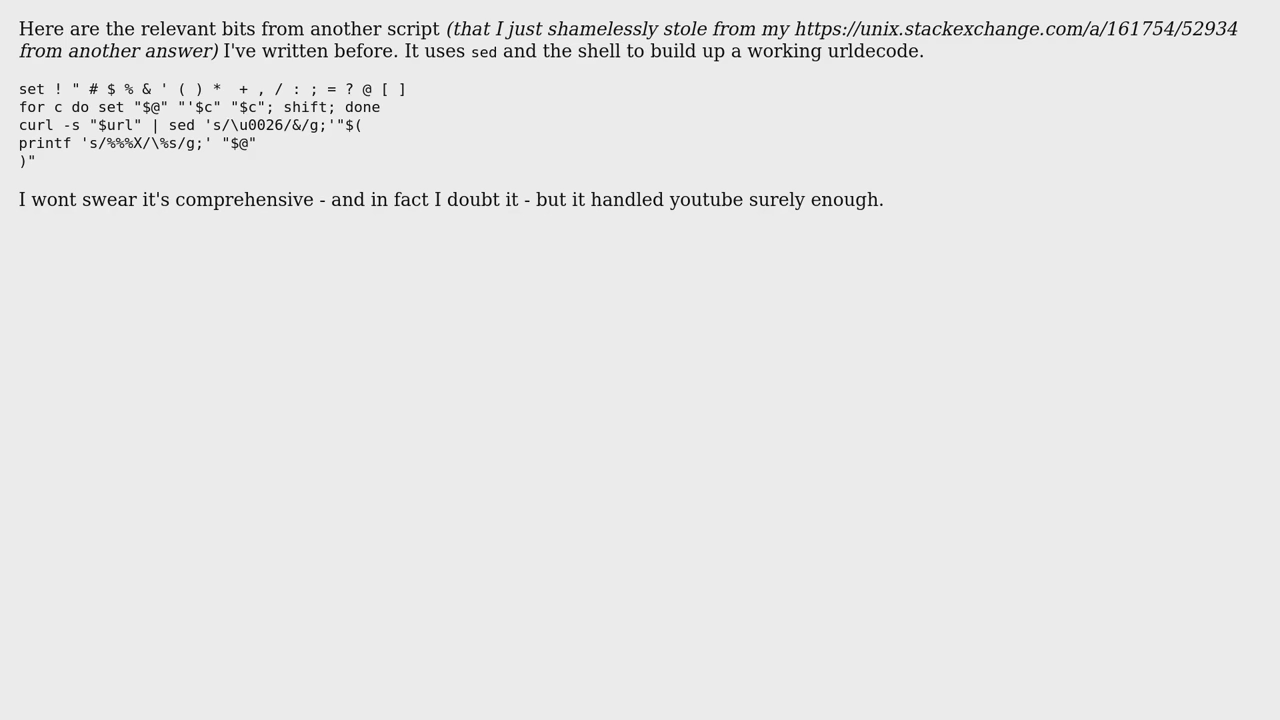 Here are the relevant bits from another script (that I just shamelessly stole from my https://unix.stackexchange.com/a/161754/52934
from another answer) I've written before. It uses sed and the shell to build up a working urldecode.
set ! " # $ % & ' ( ) *  + , / : ; = ? @ [ ]
for c do set "$@" "'$c" "$c"; shift; done
curl -s "$url" | sed 's/\u0026/&/g;'"$(
printf 's/%%%X/\%s/g;' "$@"
)"
I wont swear it's comprehensive - and in fact I doubt it - but it handled youtube surely enough.